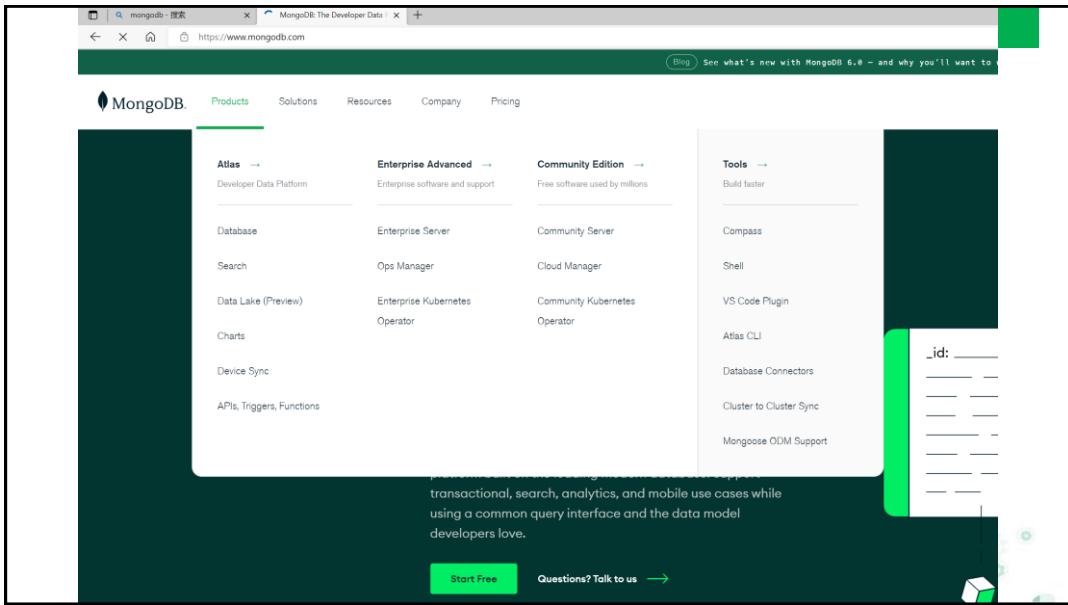 mongodb - 搜索
MongoDB: The Developer Data
https://www.mongodb.com
Blog See what's new with MongoDB 6.0 — and why you'll want to
MongoDB. Products Solutions Resources Company Pricing
Atlas →
Developer Data Platform
Database
Search
Data Lake (Preview)
Charts
Device Sync
APIs, Triggers, Functions
Enterprise Advanced →
Enterprise software and support
Enterprise Server
Ops Manager
Enterprise Kubernetes
Operator
Community Edition →
Free software used by millions
Community Server
Cloud Manager
Community Kubernetes
Operator
Tools →
Build faster
Compass
Shell
VS Code Plugin
Atlas CLI
Database Connectors
Cluster to Cluster Sync
Mongoose ODM Support
_id:
transactional, search, analytics, and mobile use cases while
using a common query interface and the data model
developers love.
Start Free Questions? Talk to us →